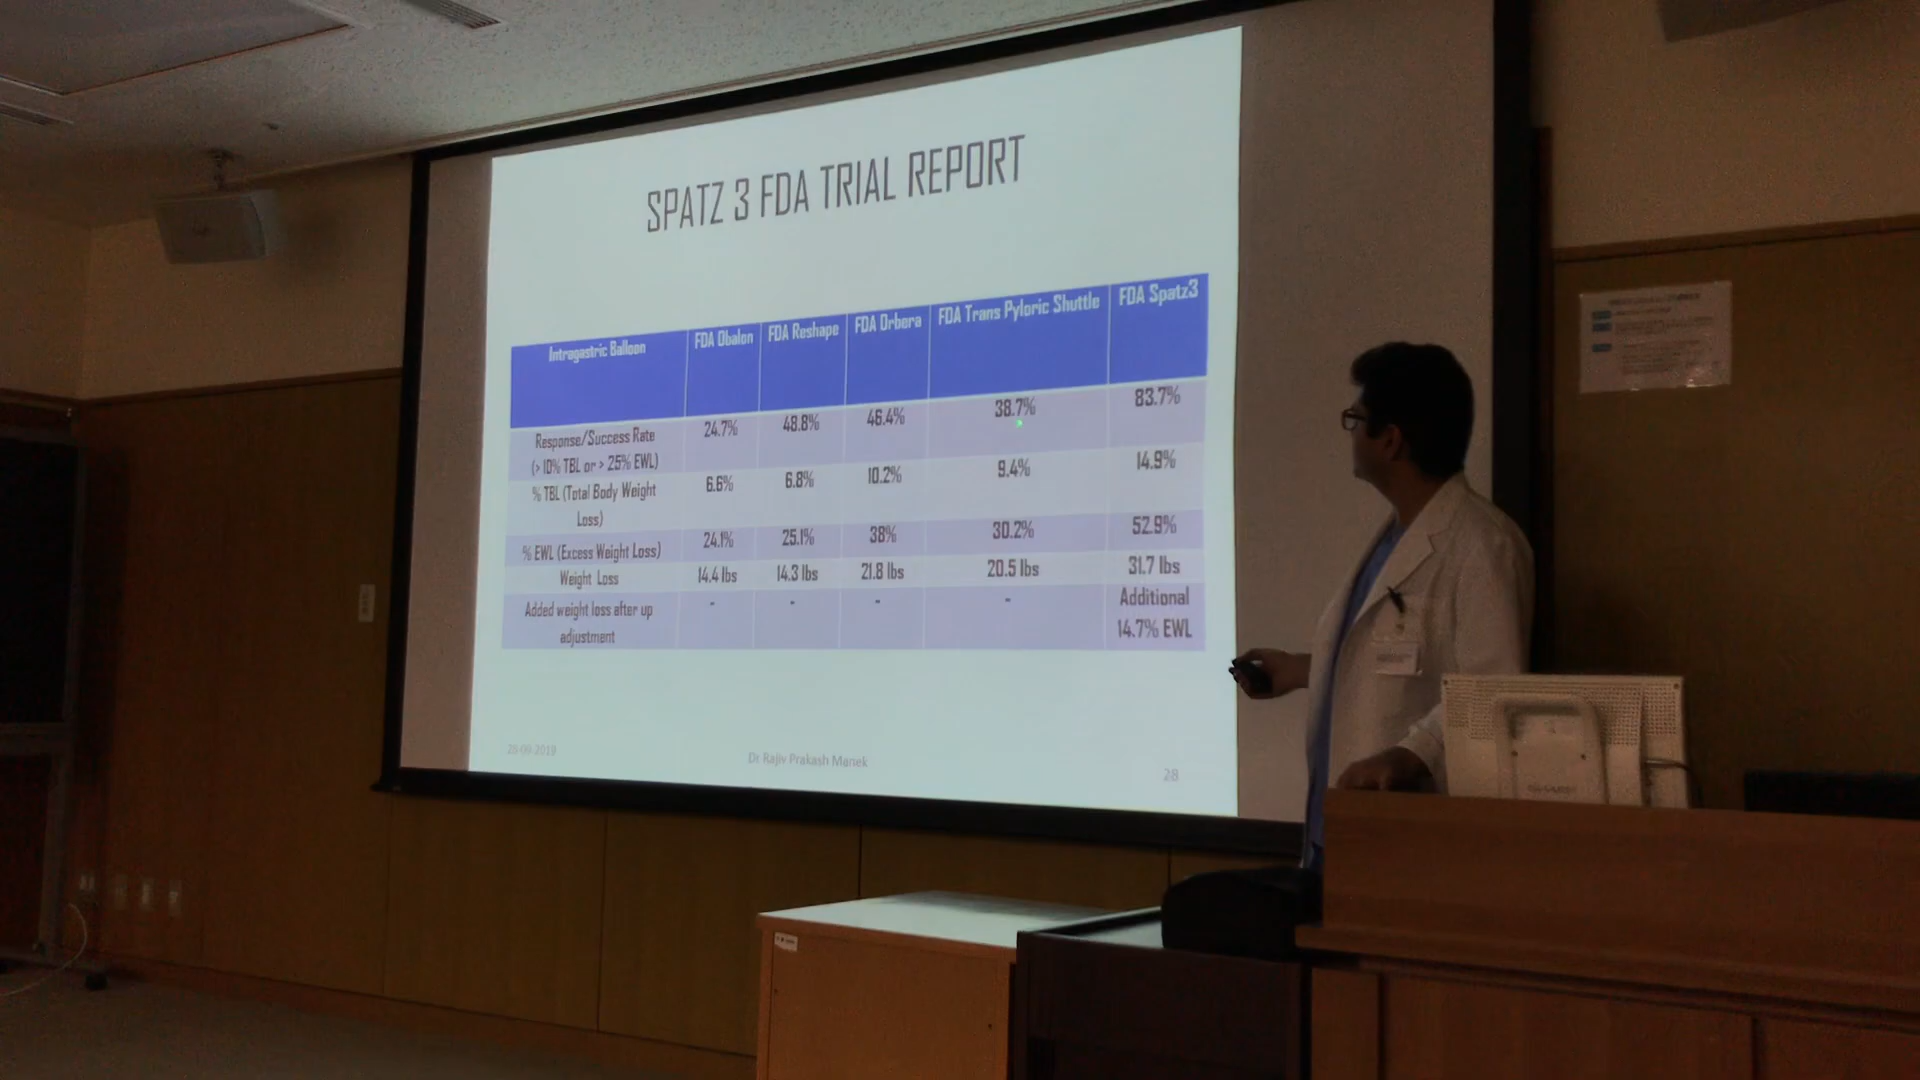 SPATZ 3 FDA TRIAL REPORT
Intragastric Balloon FDA Obalon FDA Reshape FDA Orbera FDA Trans Pyloric Shuttle FDA Spatz3
Response/Success Rate 24.7% 48.8% 46.4% 38.7% 83.7%
(> 10% TBL or > 25% EWL)
% TBL (Total Body Weight 6.6% 6.8% 10.2% 9.4% 14.9%
Loss)
% EWL (Excess Weight Loss) 24.1% 25.1% 38% 30.2% 52.9%
Weight Loss 14.4 lbs 14.3 lbs 21.8 lbs 20.5 lbs 31.7 lbs
Added weight loss after up - - - - Additional
adjustment 14.7% EWL
Dr Rajiv Prakash Manek
28